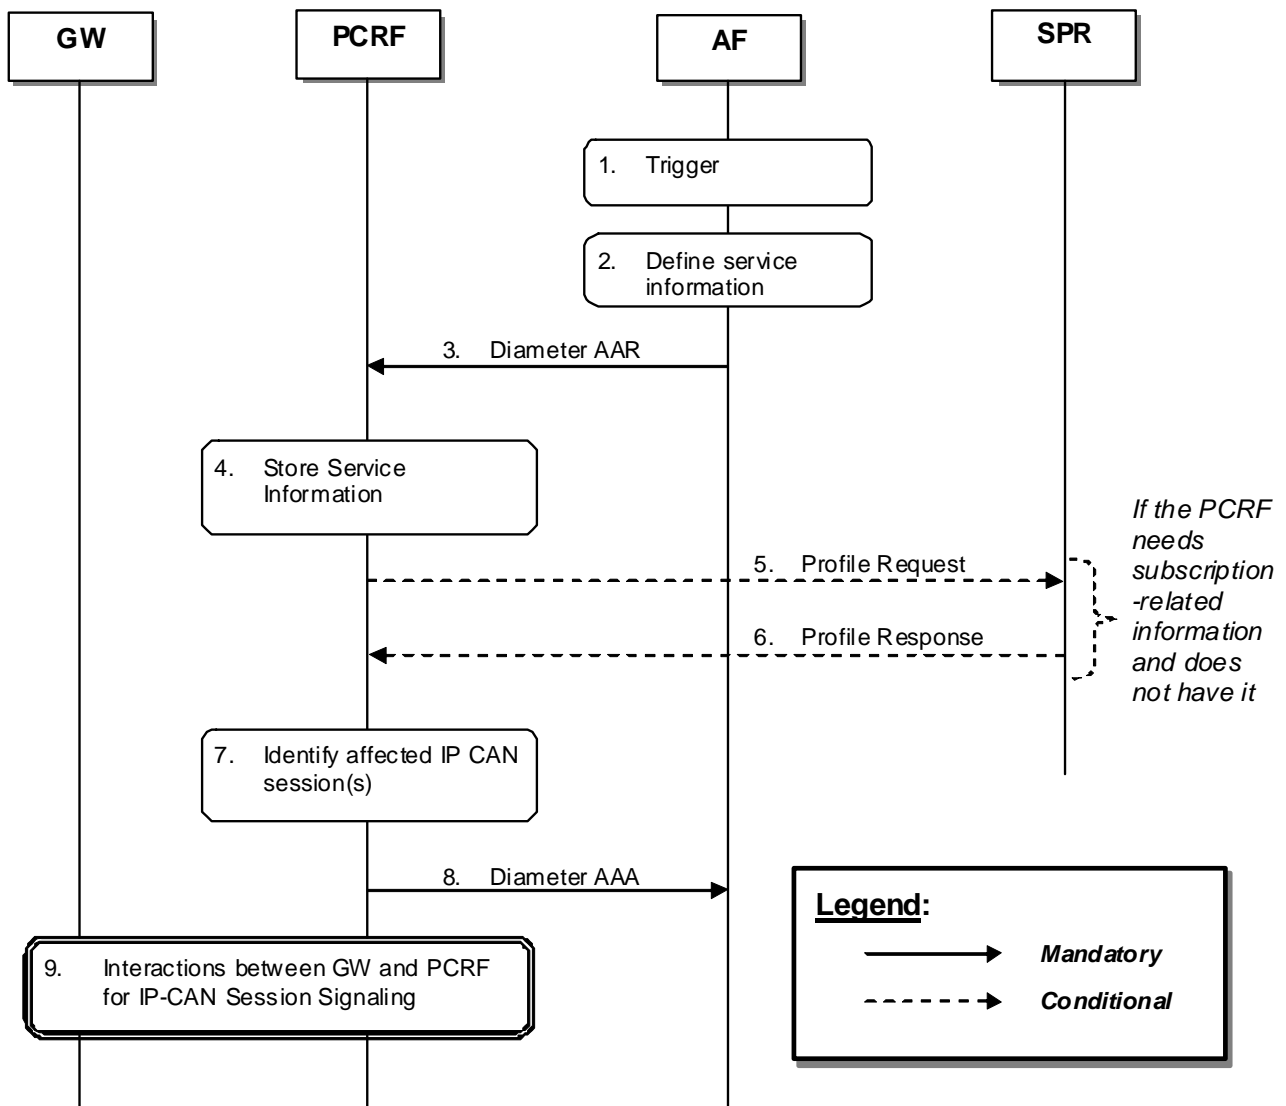 GW
PCRF
AF
SPR
1. Trigger
2. Define service
information
3. Diameter AAR
4. Store Service
Information
5. Profile Request
6. Profile Response
If the PCRF
needs
subscription
-related
information
and does
not have it
7. Identify affected IP CAN
session(s)
8. Diameter AAA
9. Interactions between GW and PCRF
for IP-CAN Session Signaling
Legend:
Mandatory
Conditional